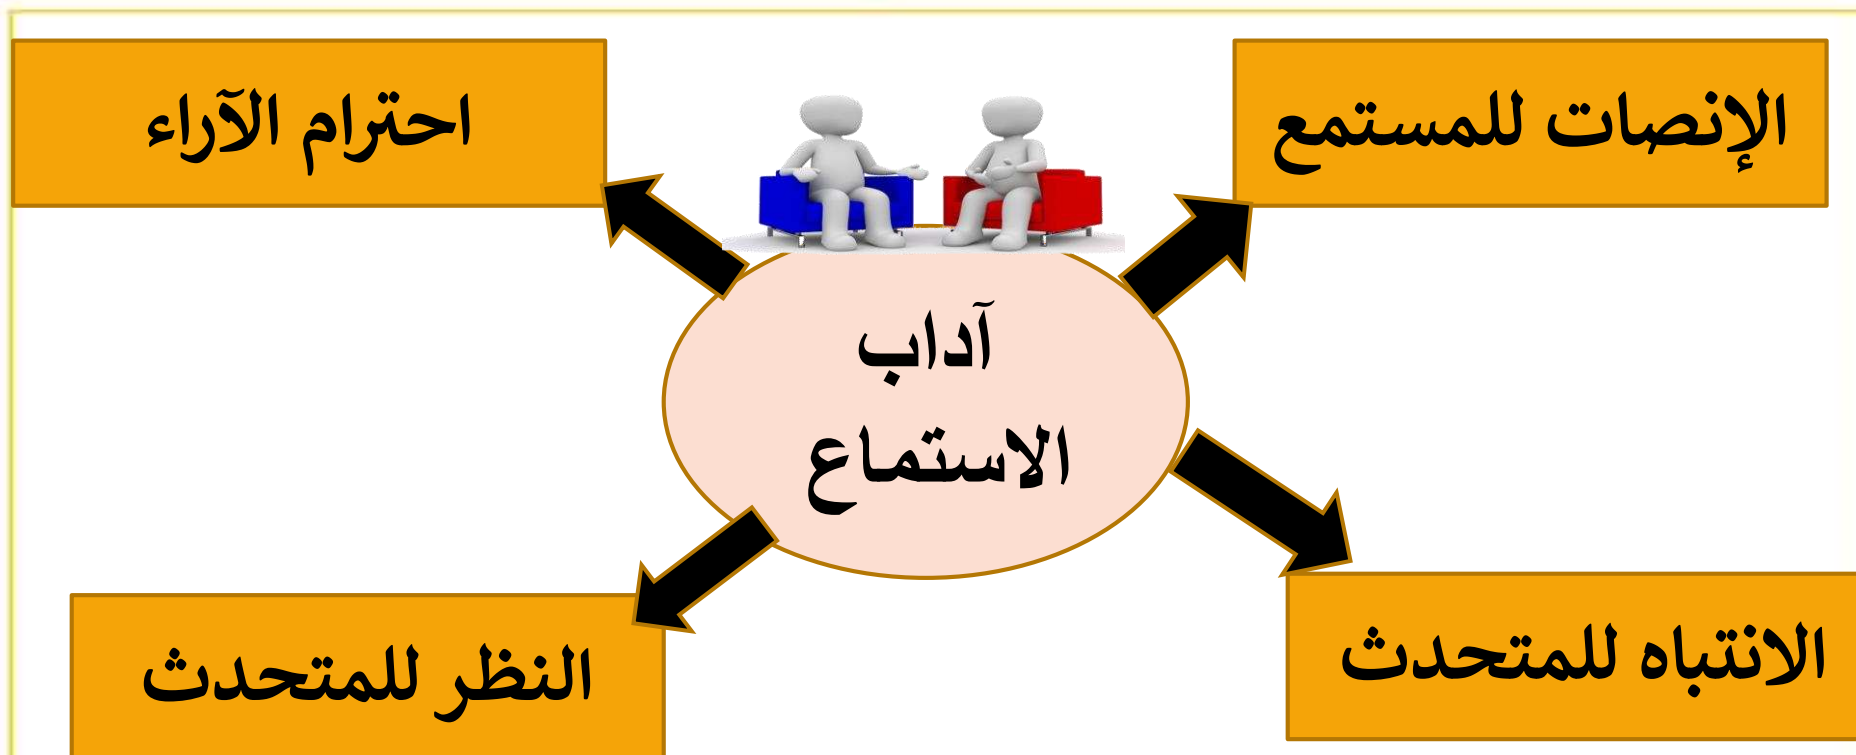 الإنصات للمستمع
احترام الآراء
آداب
الاستماع
الانتباه للمتحدث
النظر للمتحدث